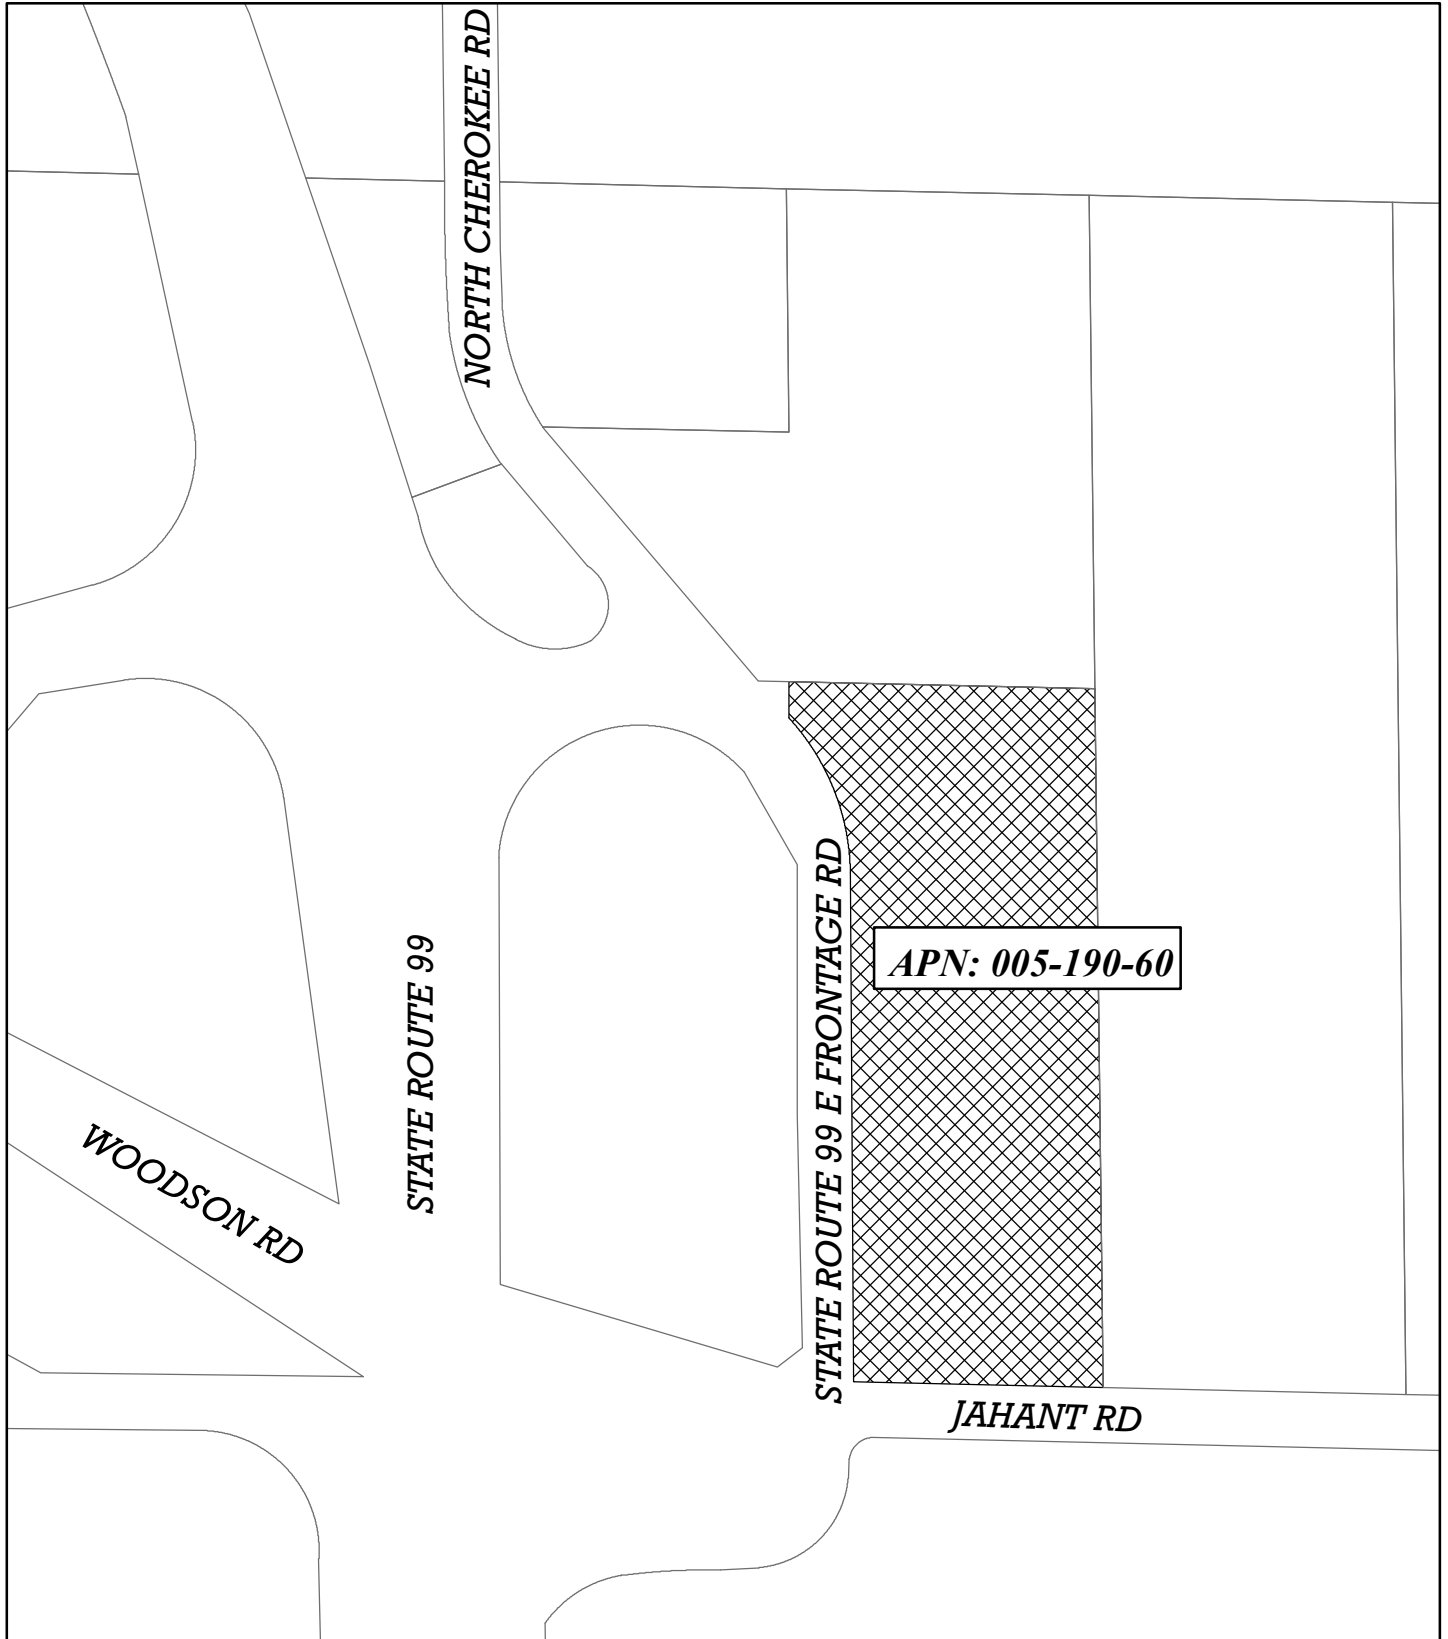 NORTH CHEROKEE RD
STATE ROUTE 99
STATE ROUTE 99 E FRONTAGE RD
APN: 005-190-60
WOODSON RD
JAHANT RD